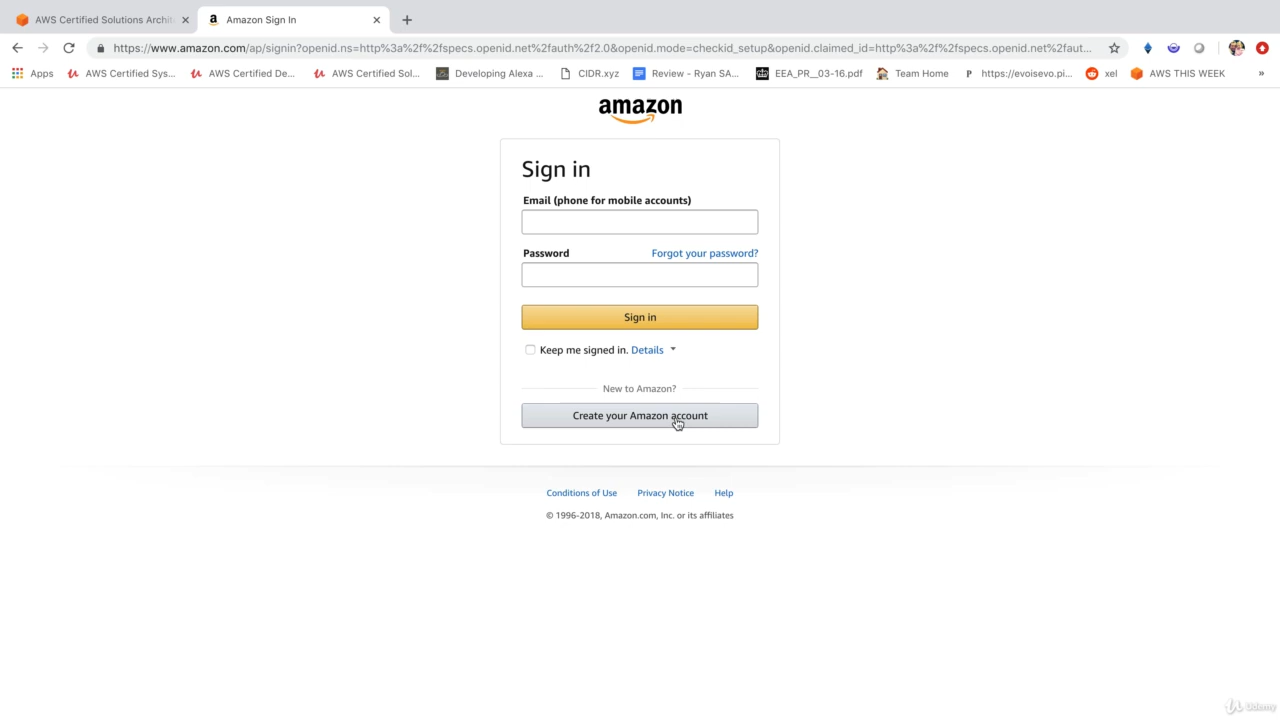 AWS Certified Solutions Archit
Amazon Sign In
https://www.amazon.com/ap/signin?openid.ns=http%3a%2f%2fspecs.openid.net%2fauth%2f2.0&openid.mode=checkid_setup&openid.claimed_id=http%3a%2f%2fspecs.openid.net%2faut...
Apps AWS Certified Sys... AWS Certified De... AWS Certified Sol... Developing Alexa ... CIDR.xyz Review - Ryan SA... EEA_PR__03-16.pdf Team Home https://evoisevo.pi... xel AWS THIS WEEK »
amazon
Sign in
Email (phone for mobile accounts)
Password Forgot your password?
Sign in
Keep me signed in. Details
New to Amazon?
Create your Amazon account
Conditions of Use Privacy Notice Help
© 1996-2018, Amazon.com, Inc. or its affiliates
Udemy